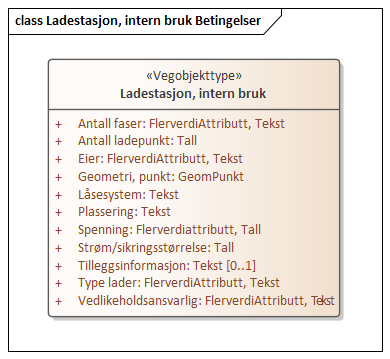 class Ladestasjon, intern bruk Betingelser
«Vegobjekttype»
Ladestasjon, intern bruk
+ Antall faser: FlerverdiAttributt, Tekst
+ Antall ladepunkt: Tall
+ Eier: FlerverdiAttributt, Tekst
+ Geometri, punkt: GeomPunkt
+ Låsesystem: Tekst
+ Plassering: Tekst
+ Spenning: Flerverdiattributt, Tall
+ Strøm/sikringsstørrelse: Tall
+ Tilleggsinformasjon: Tekst [0..1]
+ Type lader: FlerverdiAttributt, Tekst
+ Vedlikeholdsansvarlig: FlerverdiAttributt, Tekst